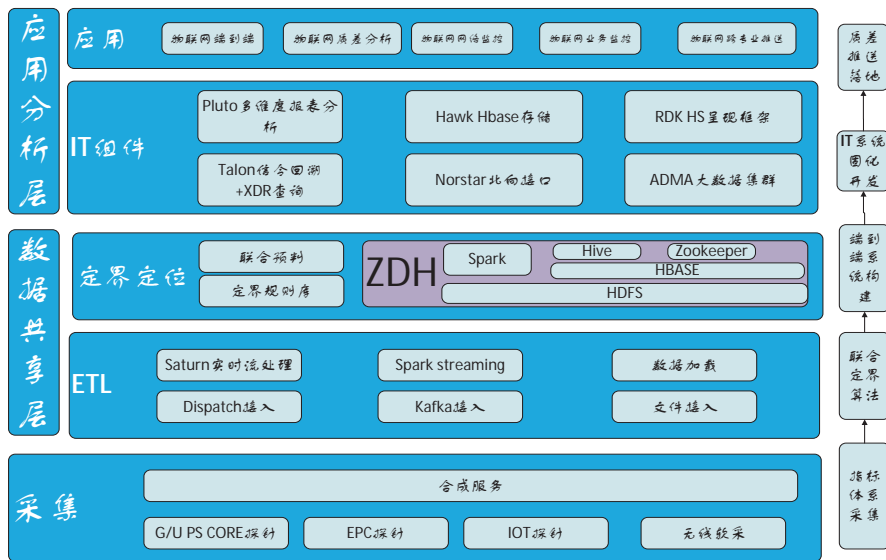 应用分析层
应用
物联网端到端
物联网质差分析
物联网网络监控
物联网业务监控
物联网跨专业推送
IT组件
Pluto多维度报表分
析
Hawk Hbase存储
RDK HS呈现框架
Talon信令回溯
+XDR查询
Norstar北向接口
ADMA大数据集群
数据共享层
定界定位
联合预判
定界规则库
ZDH
Spark
Hive
Zookeeper
HBASE
HDFS
ETL
Saturn实时流处理
Spark streaming
数据加载
Dispatch接入
Kafka接入
文件接入
采集
合成服务
G/U PS CORE探针
EPC探针
IOT探针
无线软采
质差
推送
落地
IT系统
固化
开发
端到
端系
统构
建
联合
定界
算法
指标
体系
采集